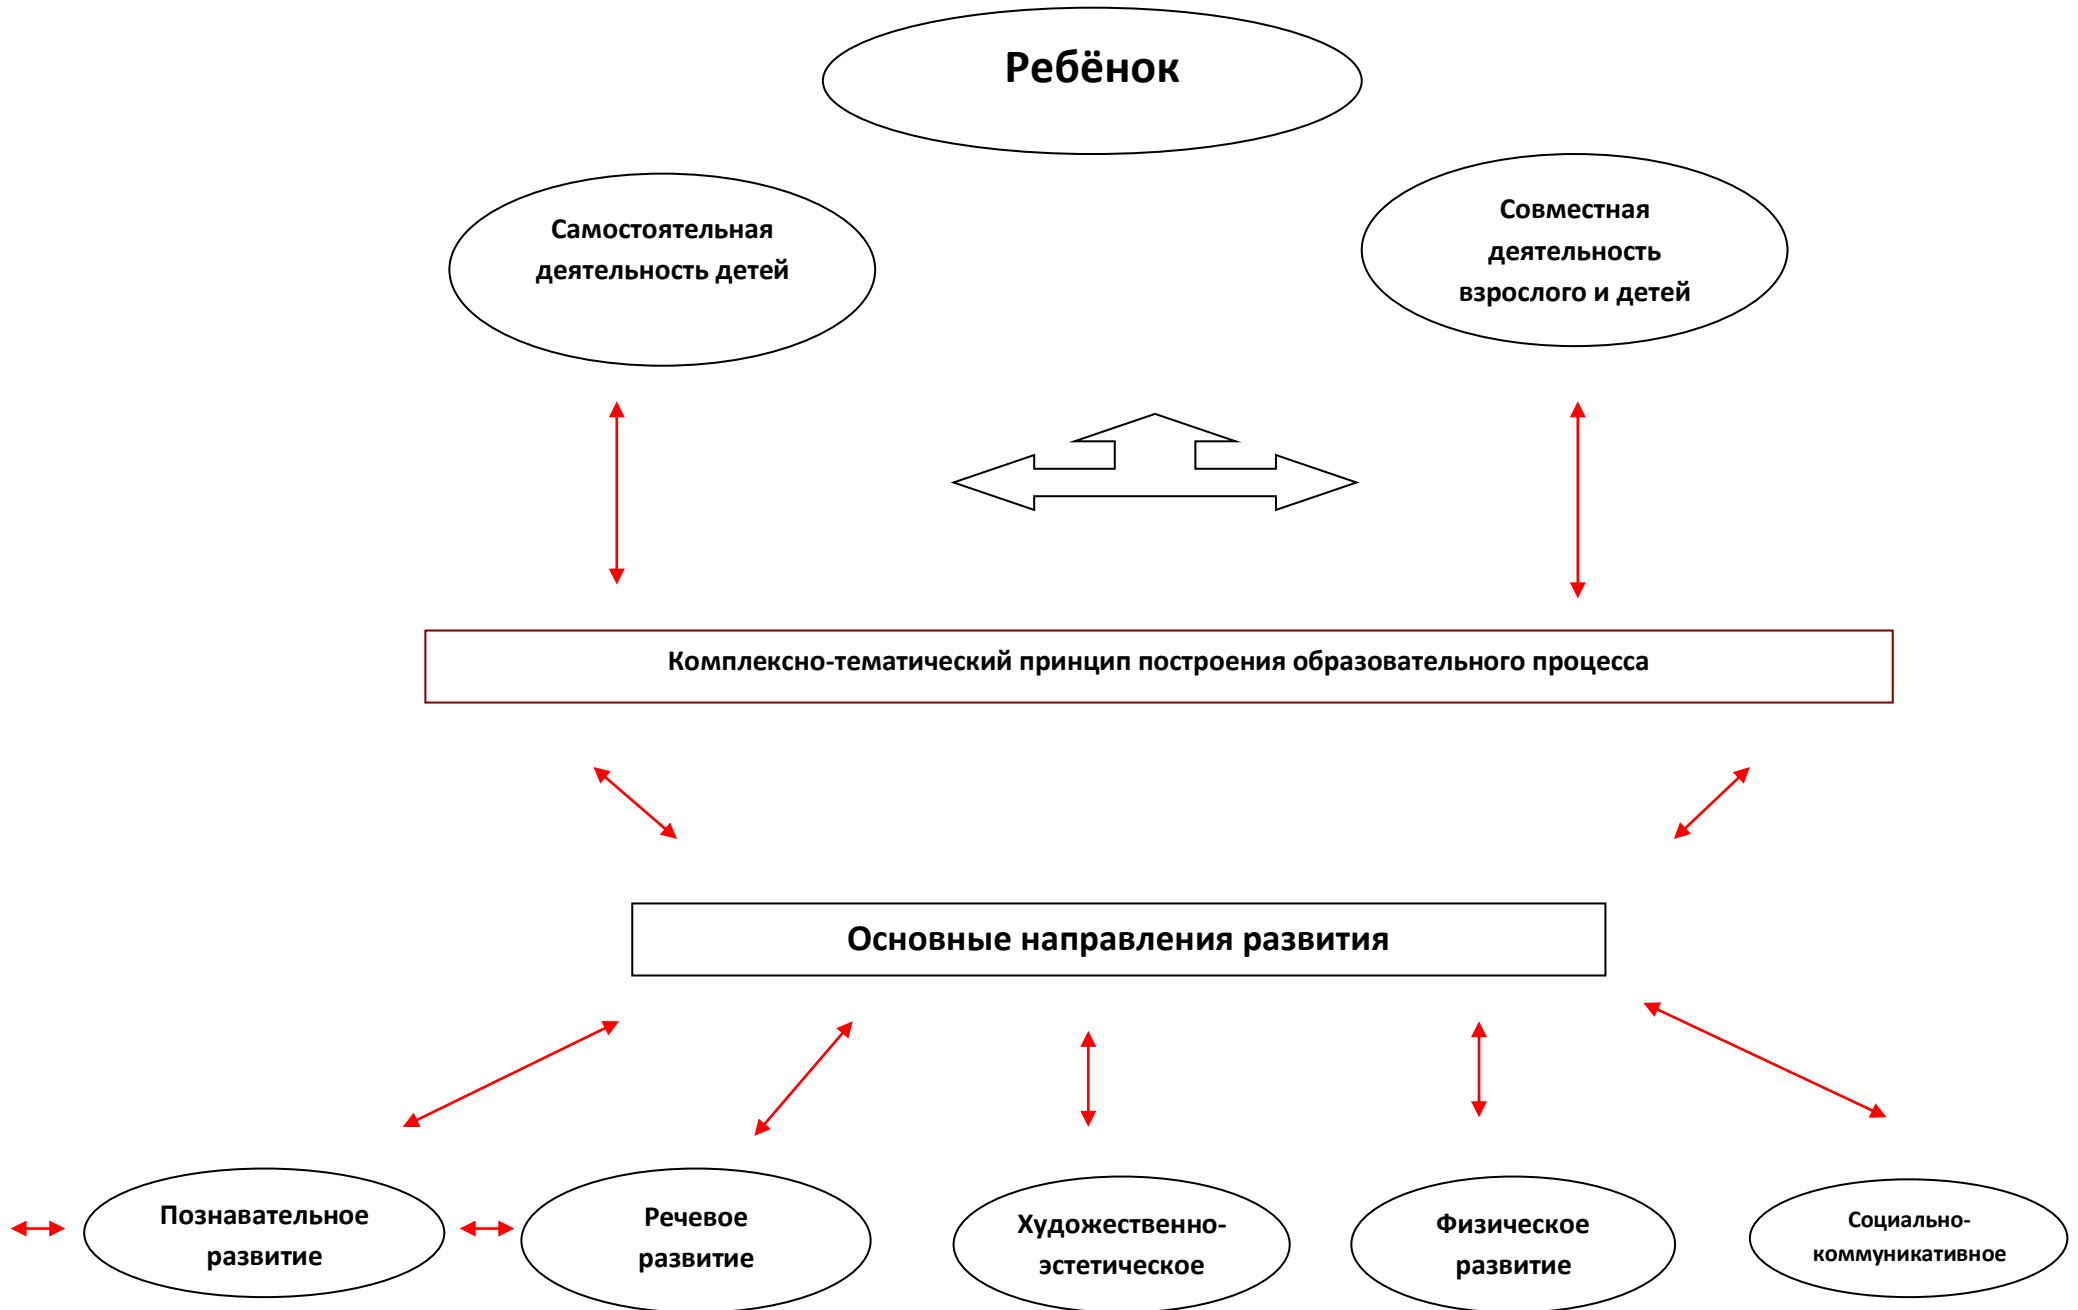 Ребёнок
Самостоятельная
деятельность детей
Совместная
деятельность
взрослого и детей
Комплексно-тематический принцип построения образовательного процесса
Основные направления развития
Познавательное
развитие
Речевое
развитие
Художественно-
эстетическое
Физическое
развитие
Социально-
коммуникативное